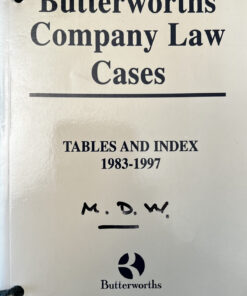 Butterworths
Company Law
Cases
TABLES AND INDEX
1983-1997
M. D. W.
Butterworths